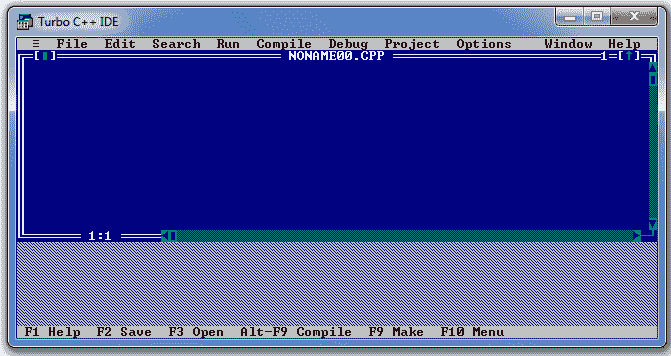 Turbo C++ IDE
≡ File Edit Search Run Compile Debug Project Options Window Help
[▮] NONAME00.CPP 1=[↑]
1:1
F1 Help F2 Save F3 Open Alt-F9 Compile F9 Make F10 Menu